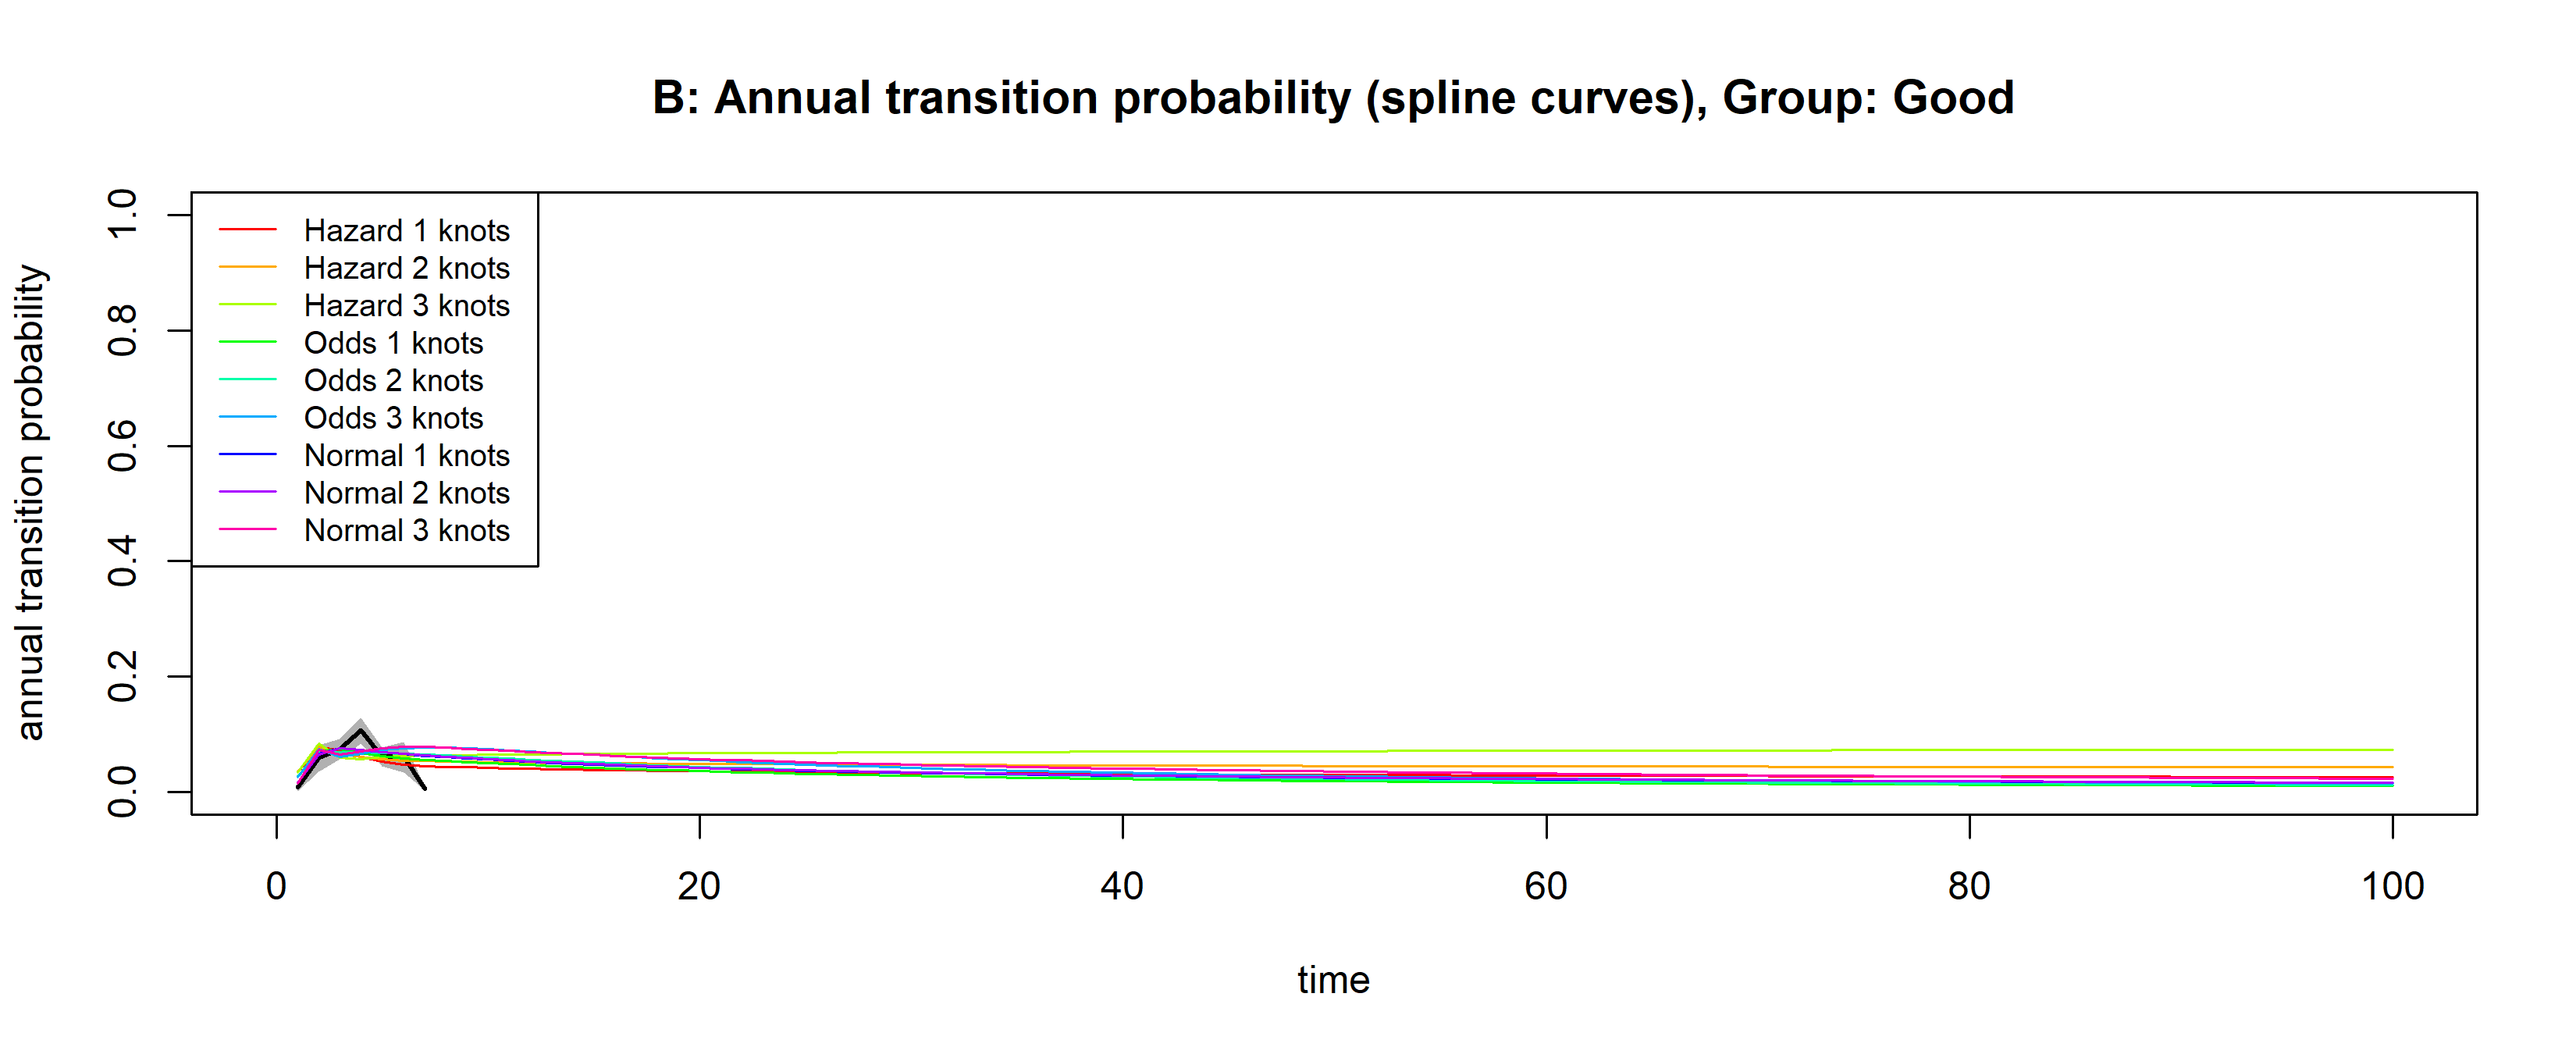 B: Annual transition probability (spline curves), Group: Good
annual transition probability
1.0
0.8
0.6
0.4
0.2
0.0
Hazard 1 knots
Hazard 2 knots
Hazard 3 knots
Odds 1 knots
Odds 2 knots
Odds 3 knots
Normal 1 knots
Normal 2 knots
Normal 3 knots
0 20 40 60 80 100
time